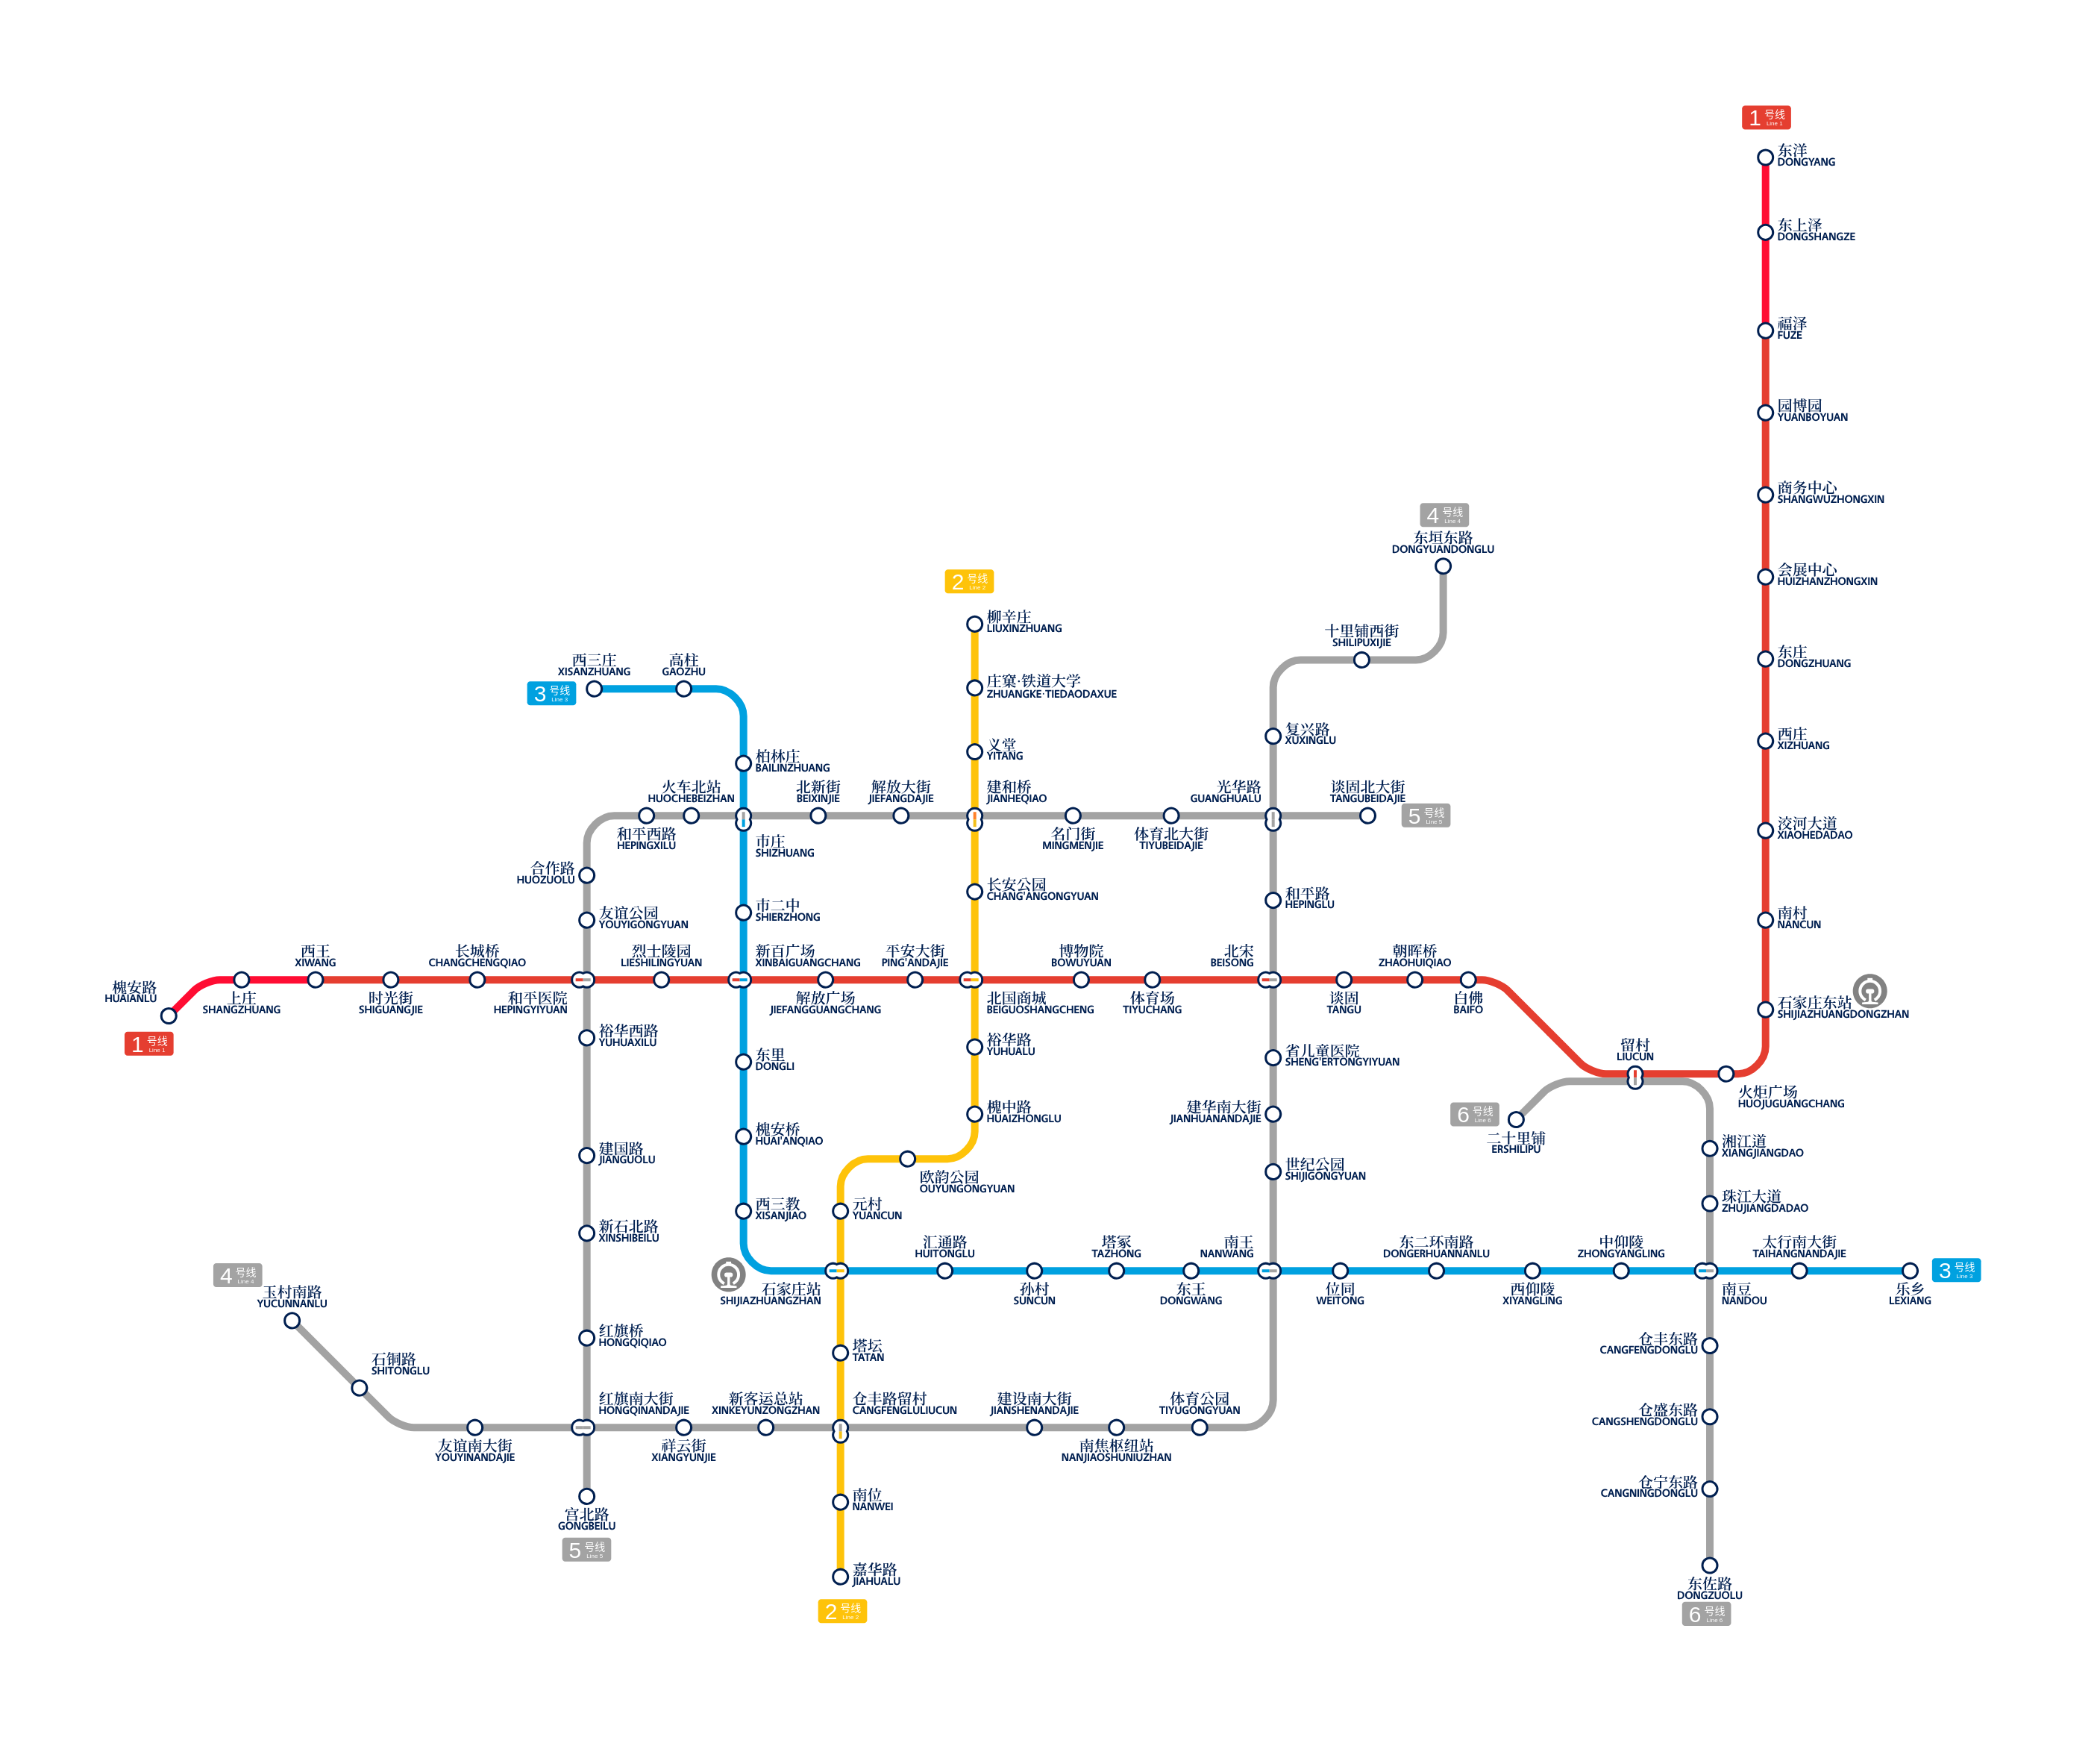 1 号线
Line 1
东洋
DONGYANG
东上泽
DONGSHANGZE
福泽
FUZE
园博园
YUANBOYUAN
商务中心
SHANGWUZHONGXIN
会展中心
HUIZHANZHONGXIN
东庄
DONGZHUANG
西庄
XIZHUANG
洨河大道
XIAOHEDADAO
南村
NANCUN
石家庄东站
SHIJIAZHUANGDONGZHAN
火炬广场
HUOJUGUANGCHANG
留村
LIUCUN
白佛
BAIFO
朝晖桥
ZHAOHUIQIAO
谈固
TANGU
北宋
BEISONG
体育场
TIYUCHANG
博物院
BOWUYUAN
北国商城
BEIGUOSHANGCHENG
平安大街
PING'ANDAJIE
解放广场
JIEFANGGUANGCHANG
新百广场
XINBAIGUANGCHANG
烈士陵园
LIESHILINGYUAN
和平医院
HEPINGYIYUAN
长城桥
CHANGCHENGQIAO
时光街
SHIGUANGJIE
西王
XIWANG
上庄
SHANGZHUANG
槐安路
HUAIANLU
1 号线
Line 1
2 号线
Line 2
柳辛庄
LIUXINZHUANG
庄窠·铁道大学
ZHUANGKE·TIEDAODAXUE
义堂
YITANG
建和桥
JIANHEQIAO
长安公园
CHANG'ANGONGYUAN
裕华路
YUHUALU
槐中路
HUAIZHONGLU
欧韵公园
OUYUNGONGYUAN
元村
YUANCUN
石家庄站
SHIJIAZHUANGZHAN
塔坛
TATAN
仓丰路留村
CANGFENGLULIUCUN
南位
NANWEI
嘉华路
JIAHUALU
2 号线
Line 2
3 号线
Line 3
西三庄
XISANZHUANG
高柱
GAOZHU
柏林庄
BAILINZHUANG
市庄
SHIZHUANG
市二中
SHIERZHONG
东里
DONGLI
槐安桥
HUAI'ANQIAO
西三教
XISANJIAO
汇通路
HUITONGLU
孙村
SUNCUN
塔冢
TAZHONG
东王
DONGWANG
南王
NANWANG
位同
WEITONG
东二环南路
DONGERHUANNANLU
西仰陵
XIYANGLING
中仰陵
ZHONGYANGLING
南豆
NANDOU
太行南大街
TAIHANGNANDAJIE
乐乡
LEXIANG
3 号线
Line 3
4 号线
Line 4
东垣东路
DONGYUANDONGLU
十里铺西街
SHILIPUXIJIE
复兴路
XUXINGLU
光华路
GUANGHUALU
和平路
HEPINGLU
省儿童医院
SHENG'ERTONGYIYUAN
建华南大街
JIANHUANANDAJIE
世纪公园
SHIJIGONGYUAN
体育公园
TIYUGONGYUAN
南焦枢纽站
NANJIAOSHUNIUZHAN
建设南大街
JIANSHENANDAJIE
新客运总站
XINKEYUNZONGZHAN
祥云街
XIANGYUNJIE
红旗南大街
HONGQINANDAJIE
友谊南大街
YOUYINANDAJIE
石铜路
SHITONGLU
玉村南路
YUCUNNANLU
4 号线
Line 4
谈固北大街
TANGUBEIDAJIE
5 号线
Line 5
体育北大街
TIYUBEIDAJIE
名门街
MINGMENJIE
解放大街
JIEFANGDAJIE
北新街
BEIXINJIE
火车北站
HUOCHEBEIZHAN
和平西路
HEPINGXILU
合作路
HUOZUOLU
友谊公园
YOUYIGONGYUAN
裕华西路
YUHUAXILU
建国路
JIANGUOLU
新石北路
XINSHIBEILU
红旗桥
HONGQIQIAO
宫北路
GONGBEILU
5 号线
Line 5
6 号线
Line 6
二十里铺
ERSHILIPU
湘江道
XIANGJIANGDAO
珠江大道
ZHUJIANGDADAO
仓丰东路
CANGFENGDONGLU
仓盛东路
CANGSHENGDONGLU
仓宁东路
CANGNINGDONGLU
东佐路
DONGZUOLU
6 号线
Line 6